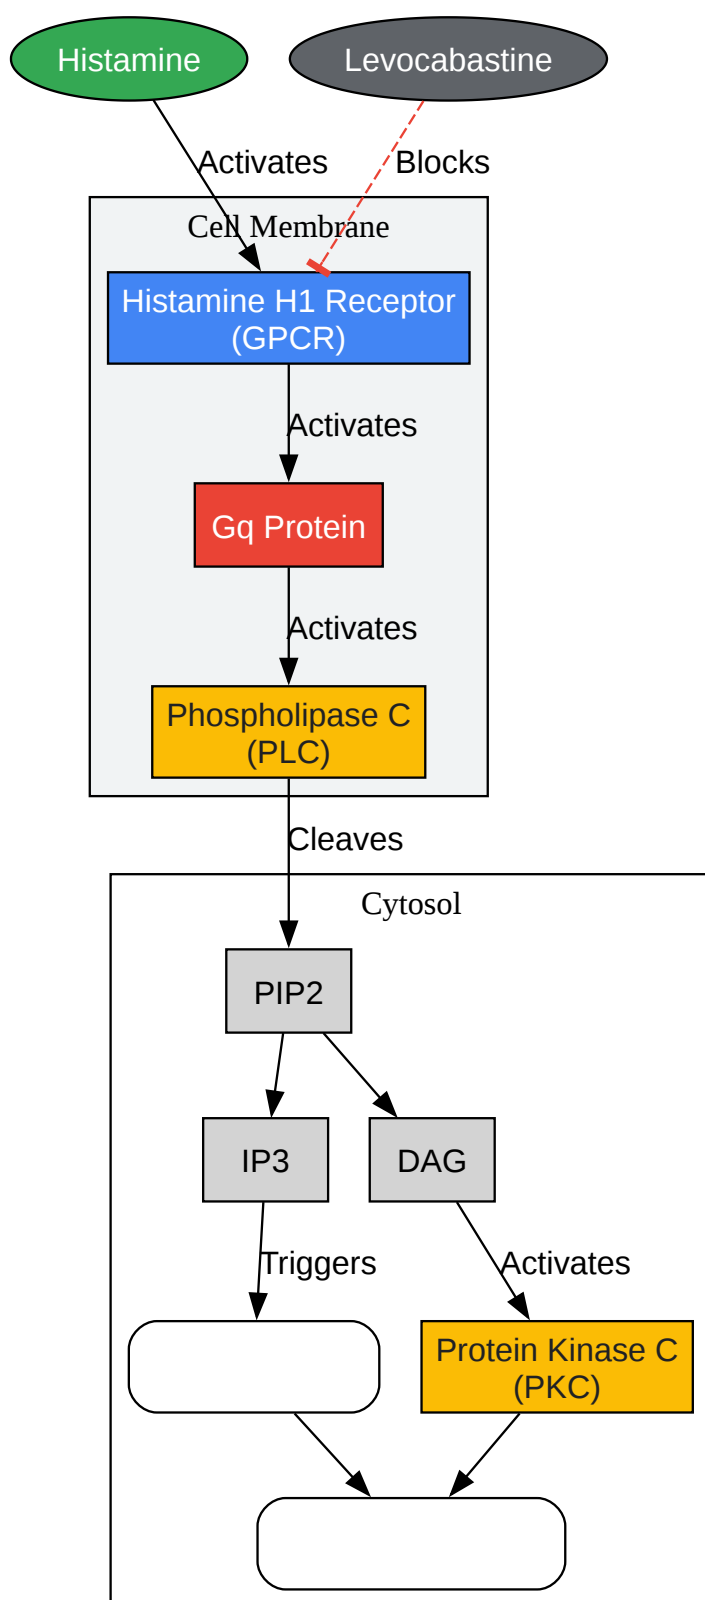 Histamine
Levocabastine
Activates
Blocks
Cell Membrane
Histamine H1 Receptor
(GPCR)
Activates
Gq Protein
Activates
Phospholipase C
(PLC)
Cleaves
Cytosol
PIP2
IP3
DAG
Triggers
Activates
Protein Kinase C
(PKC)